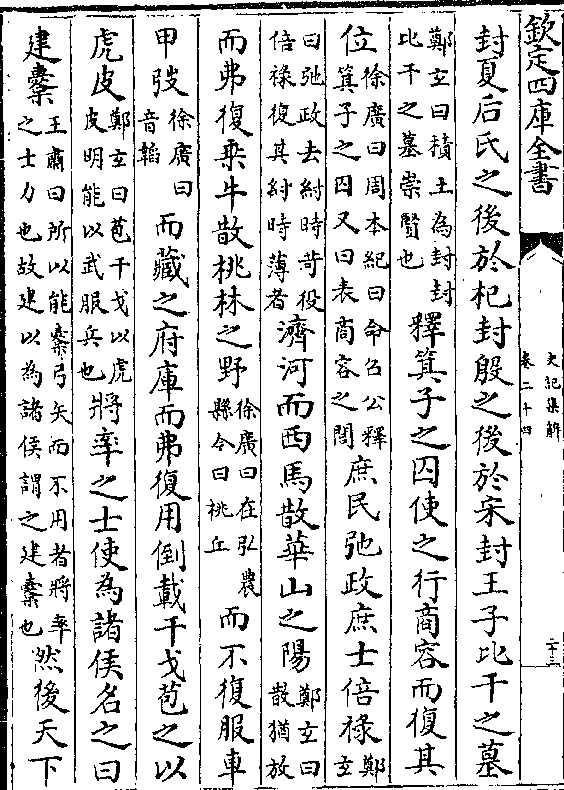 欽定四庫全書
史記集解
卷二十四
二十三
封夏后氏之後於杞封殷之後於宋封王子比干之墓
鄭玄曰積土為封封
比干之墓崇賢也
釋箕子之囚使之行商容而復其
位
徐廣曰周本紀曰命召公釋
箕子之囚又曰表商容之閭
庶民弛政庶士倍祿
鄭玄
曰弛政去紂時苛役
倍祿復其紂時薄者
濟河而西馬散華山之陽
鄭玄曰
散猶放
而弗復乗牛散桃林之野
徐廣曰在弘農
縣今曰桃丘
而不復服車
甲弢
徐廣曰
音韜
而藏之府庫而弗復用倒載干戈苞之以
虎皮
鄭玄曰苞干戈以虎
皮明能以武服兵也
將率之士使為諸侯名之曰
建櫜
王肅曰所以能櫜弓矢而不用者將率
之士力也故建以為諸侯謂之建櫜也
然後天下